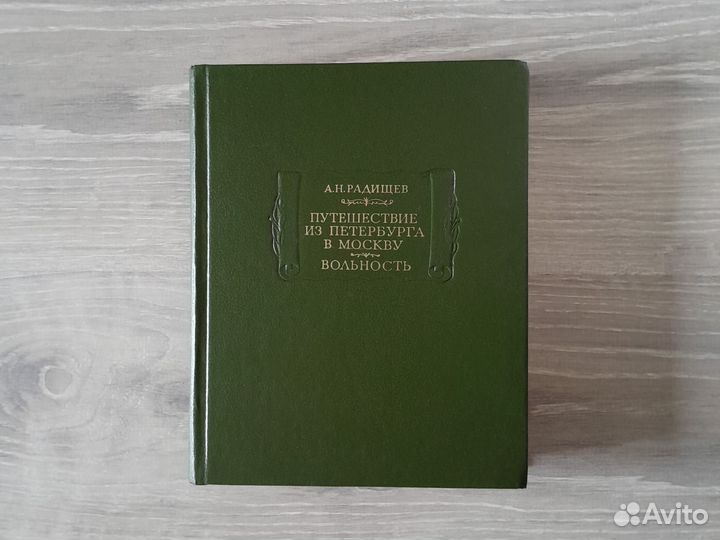 А.Н.РАДИЩЕВ
ПУТЕШЕСТВИЕ
ИЗ ПЕТЕРБУРГА
В МОСКВУ
ВОЛЬНОСТЬ
Avito